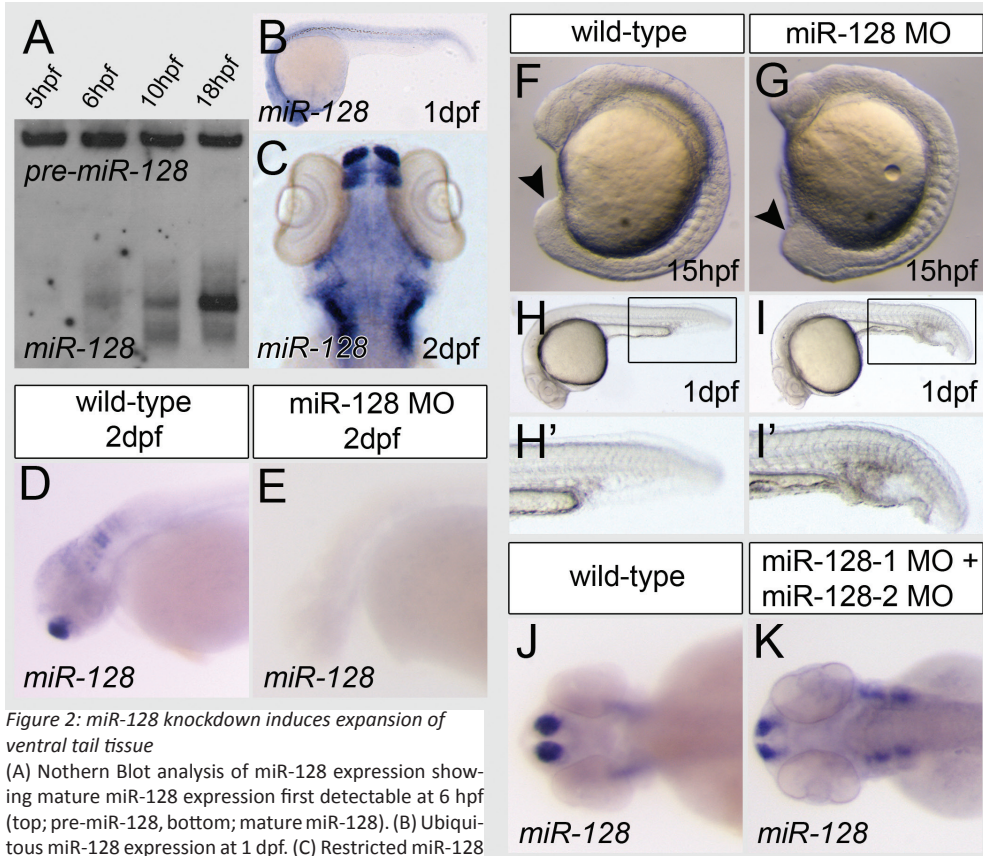 A
5hpf 6hpf 10hpf 18hpf
pre-miR-128
miR-128
B
miR-128 1dpf
C
miR-128 2dpf
wild-type
2dpf
miR-128 MO
2dpf
D
miR-128
E
miR-128
Figure 2: miR-128 knockdown induces expansion of
ventral tail tissue
(A) Nothern Blot analysis of miR-128 expression show-
ing mature miR-128 expression first detectable at 6 hpf
(top; pre-miR-128, bottom; mature miR-128). (B) Ubiqui-
tous miR-128 expression at 1 dpf. (C) Restricted miR-128
wild-type
miR-128 MO
F
15hpf
G
15hpf
H
1dpf
I
1dpf
H'
I'
wild-type
miR-128-1 MO +
miR-128-2 MO
J
miR-128
K
miR-128